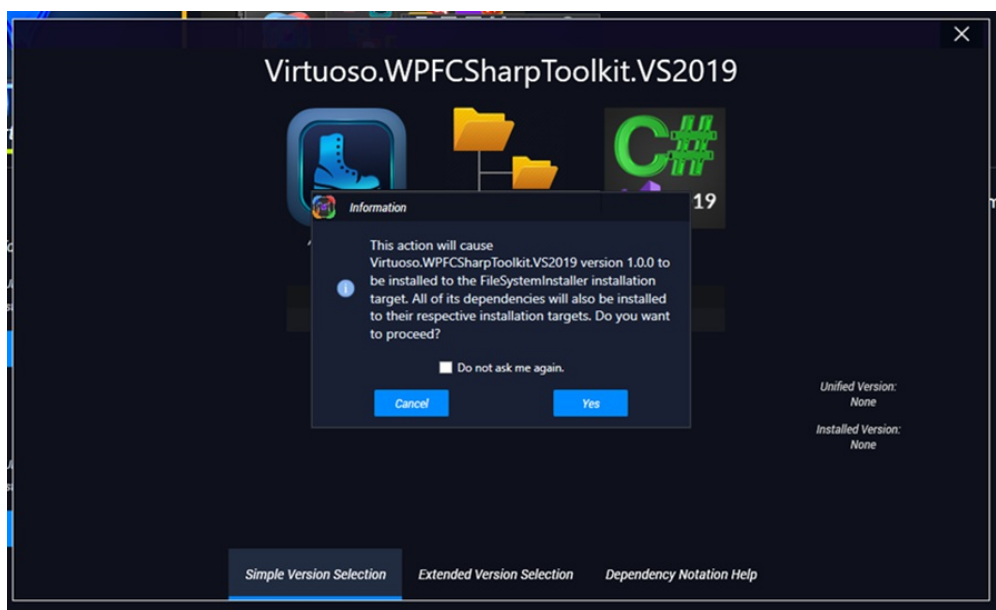 Virtuoso.WPFCSharpToolkit.VS2019
C#
19
Information
This action will cause
Virtuoso.WPFCSharpToolkit.VS2019 version 1.0.0 to
be installed to the FileSystemInstaller installation
target. All of its dependencies will also be installed
to their respective installation targets. Do you want
to proceed?
Do not ask me again.
Cancel
Yes
Unified Version:
None
Installed Version:
None
Simple Version Selection
Extended Version Selection
Dependency Notation Help